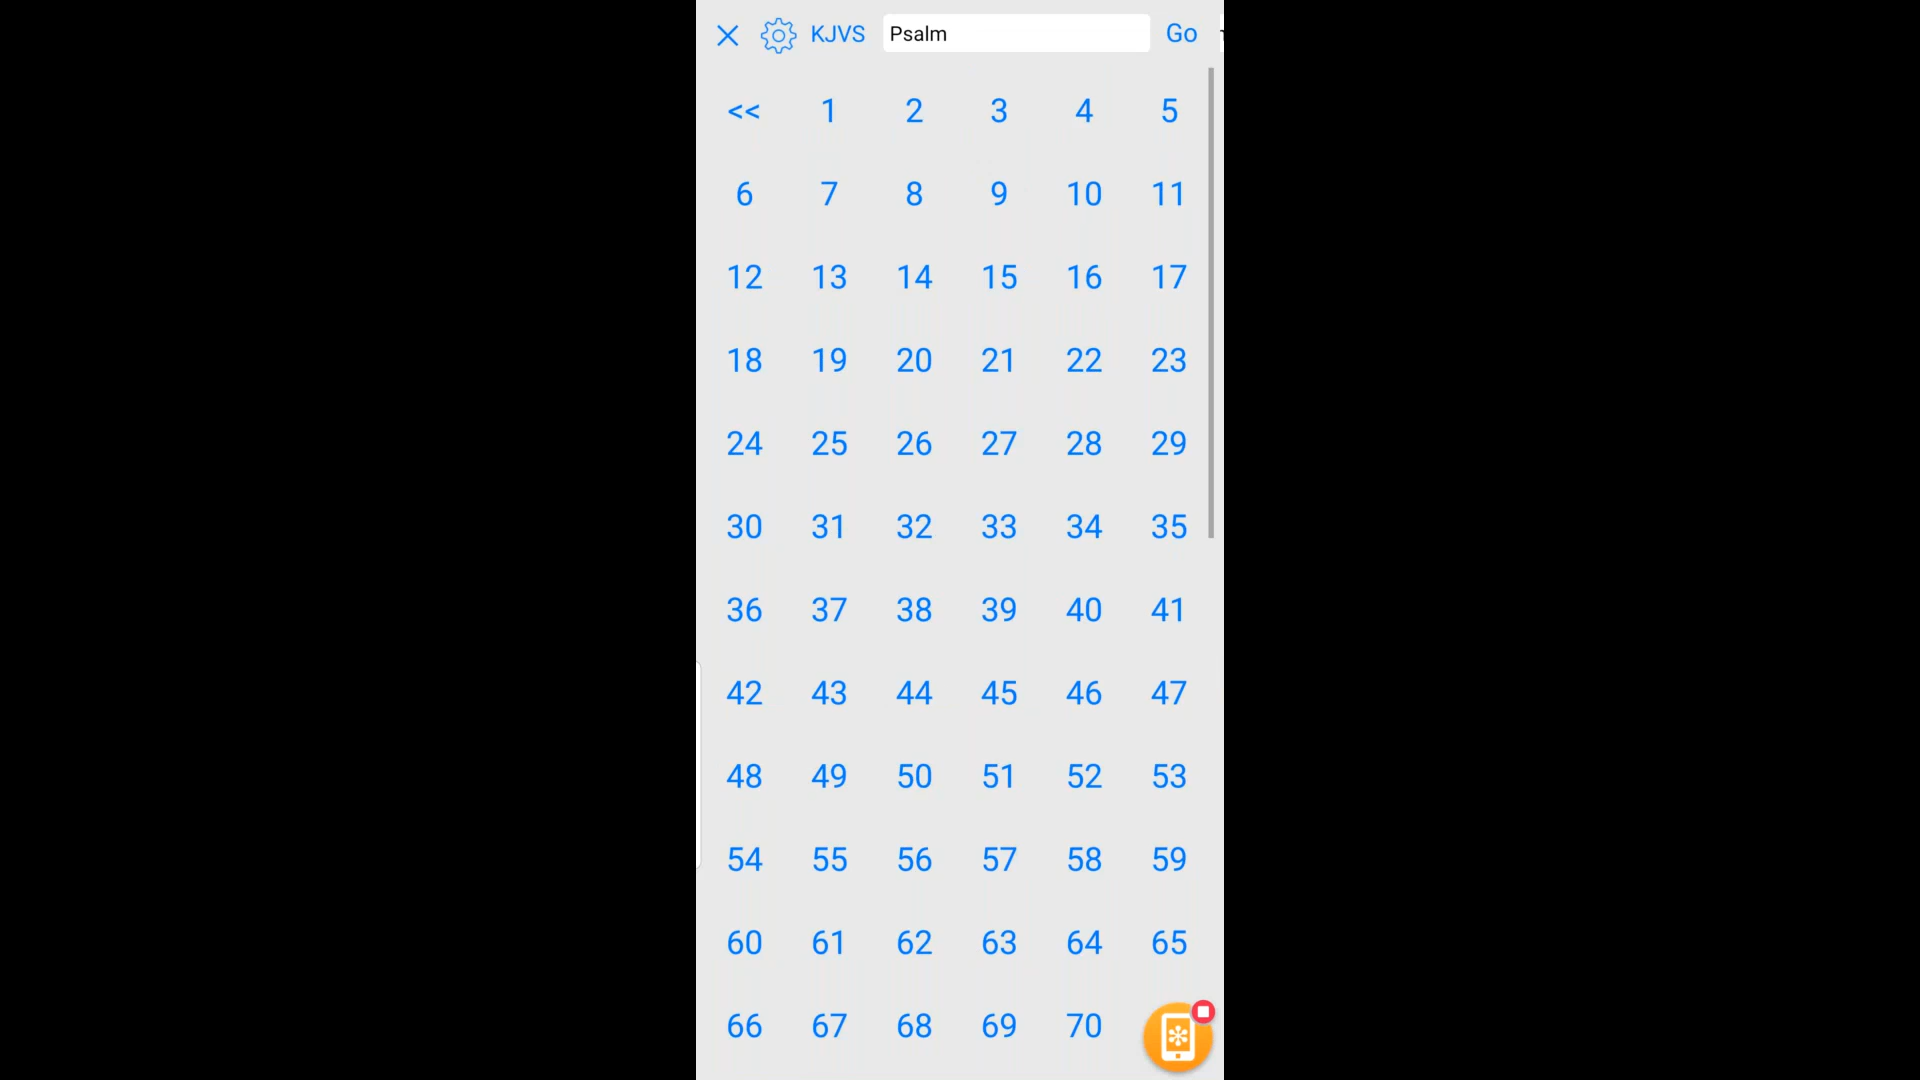 KJVS Psalm Go
<< 1 2 3 4 5
6 7 8 9 10 11
12 13 14 15 16 17
18 19 20 21 22 23
24 25 26 27 28 29
30 31 32 33 34 35
36 37 38 39 40 41
42 43 44 45 46 47
48 49 50 51 52 53
54 55 56 57 58 59
60 61 62 63 64 65
66 67 68 69 70